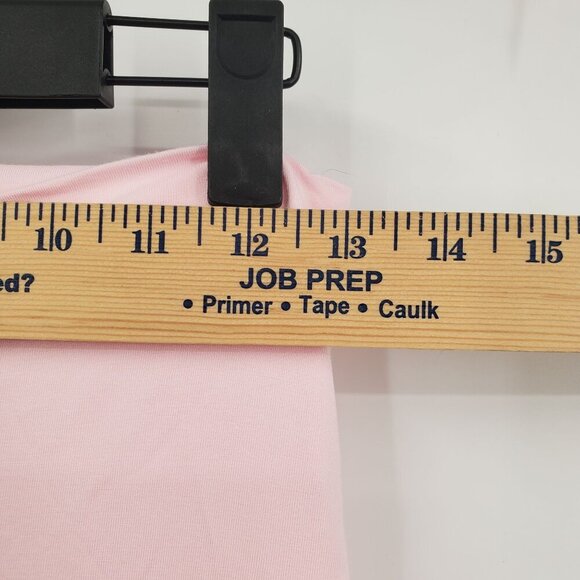 10 11 12 13 14 15
ed? JOB PREP
• Primer • Tape • Caulk